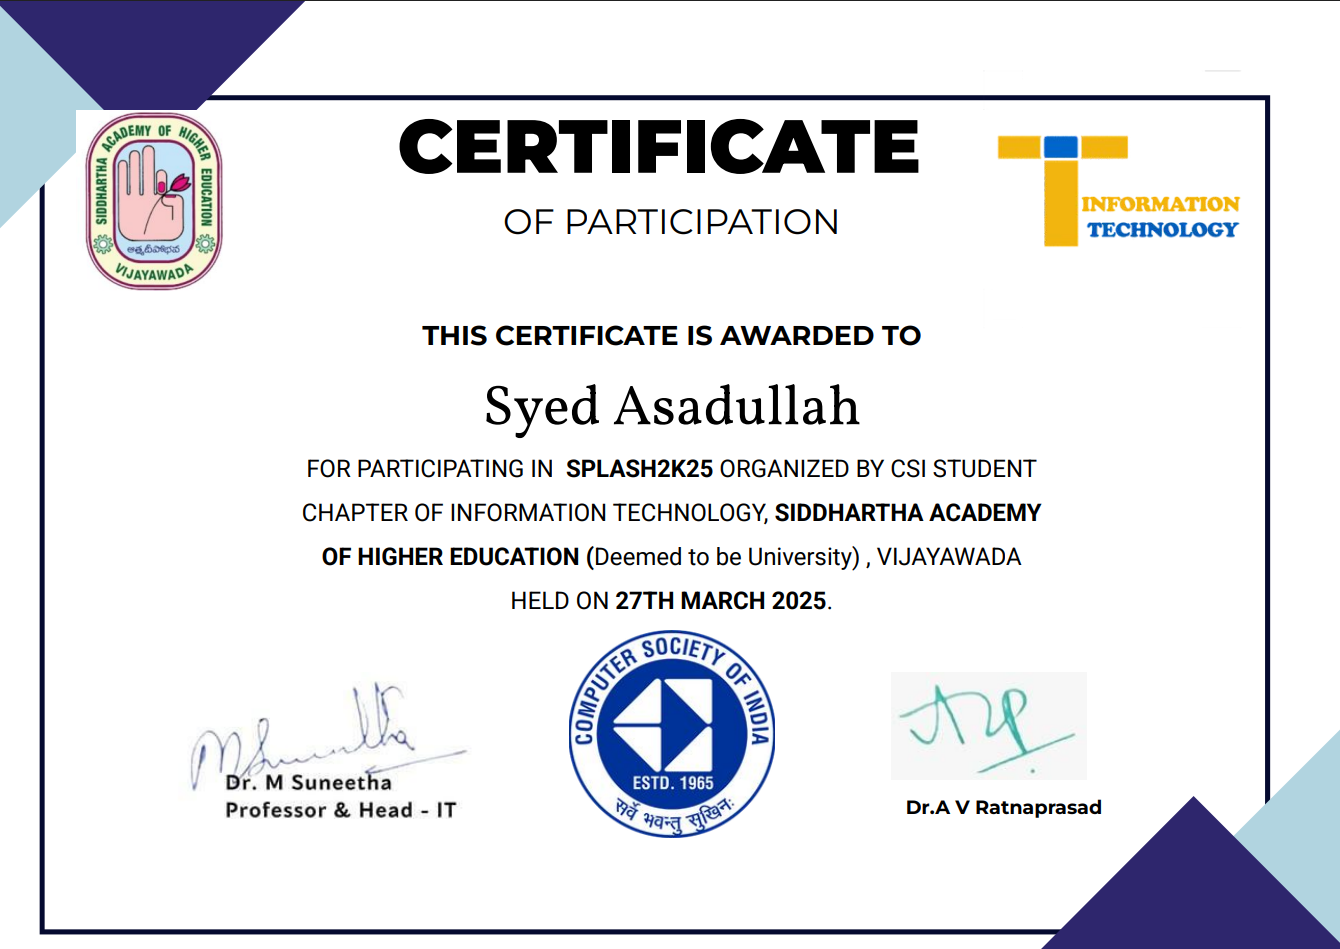 SIDDHARTHA ACADEMY OF HIGHER EDUCATION
VIJAYAWADA
CERTIFICATE
OF PARTICIPATION
INFORMATION
TECHNOLOGY
THIS CERTIFICATE IS AWARDED TO
Syed Asadullah
FOR PARTICIPATING IN SPLASH2K25 ORGANIZED BY CSI STUDENT
CHAPTER OF INFORMATION TECHNOLOGY, SIDDHARTHA ACADEMY
OF HIGHER EDUCATION (Deemed to be University) , VIJAYAWADA
HELD ON 27TH MARCH 2025.
M Suneetha
Dr. M Suneetha
Professor & Head - IT
COMPUTER SOCIETY OF INDIA
ESTD. 1965
सर्वे भवन्तु सुखिनः
Dr.A V Ratnaprasad